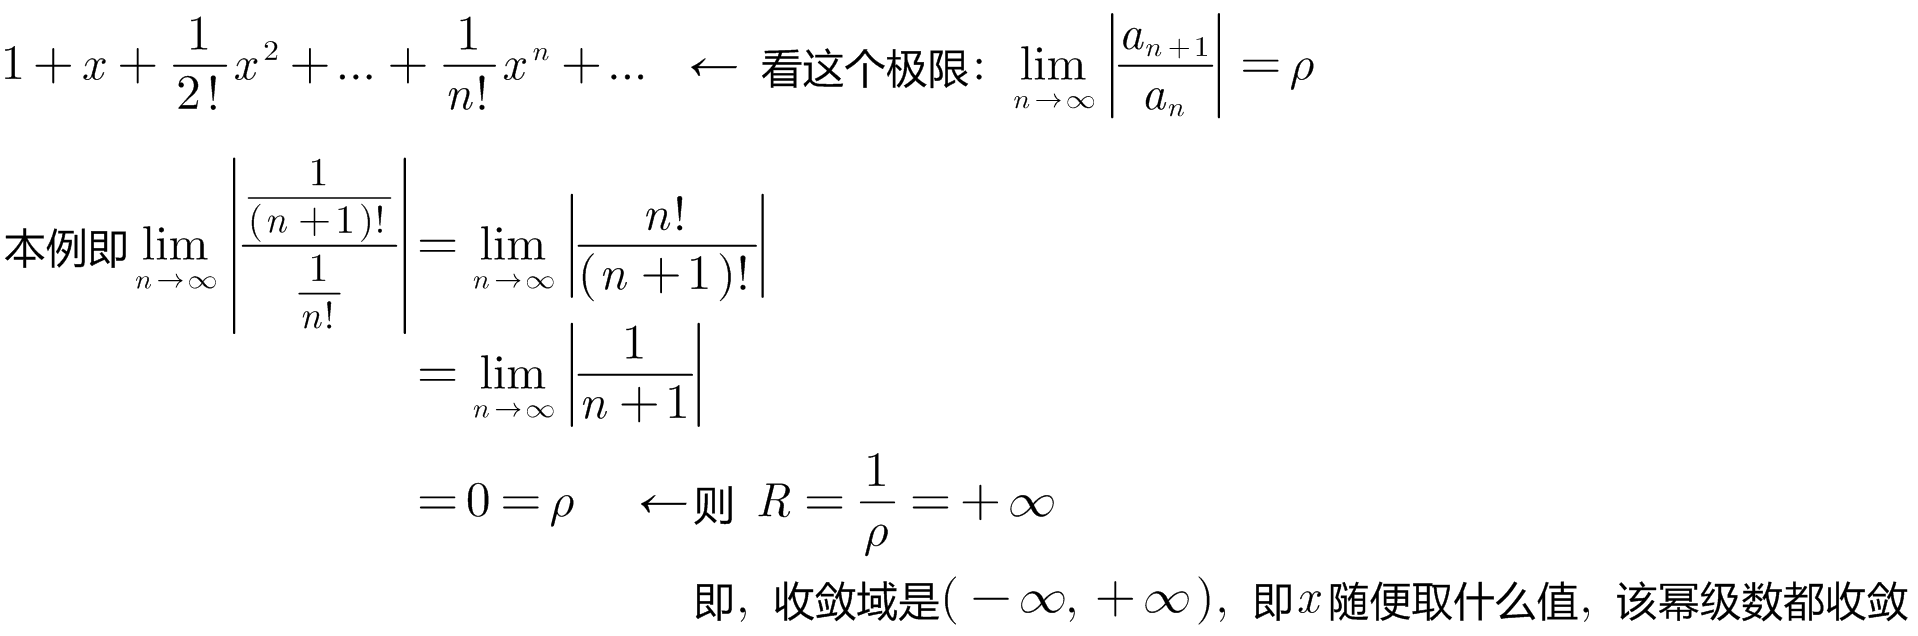 $1+x+\frac{1}{2!}x^2+\ldots+\frac{1}{n!}x^n+\ldots$ ← 看这个极限：$\lim_{n\to\infty}\left|\frac{a_{n+1}}{a_n}\right|=\rho$
本例即 $\lim_{n\to\infty}\left|\frac{\frac{1}{(n+1)!}}{\frac{1}{n!}}\right|=\lim_{n\to\infty}\left|\frac{n!}{(n+1)!}\right|$
$=\lim_{n\to\infty}\left|\frac{1}{n+1}\right|$
$=0=\rho$ ←则 $R=\frac{1}{\rho}=+\infty$
即，收敛域是$(-\infty,+\infty)$，即$x$随便取什么值，该幂级数都收敛